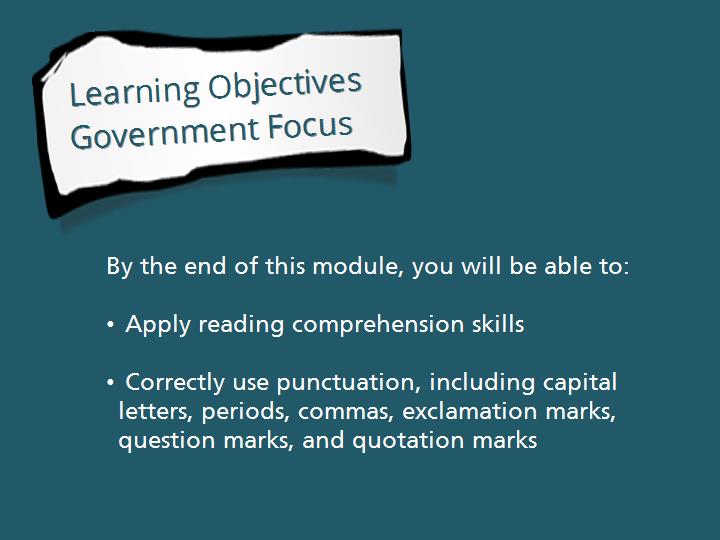 Learning Objectives
Government Focus
By the end of this module, you will be able to:
• Apply reading comprehension skills
• Correctly use punctuation, including capital
letters, periods, commas, exclamation marks,
question marks, and quotation marks